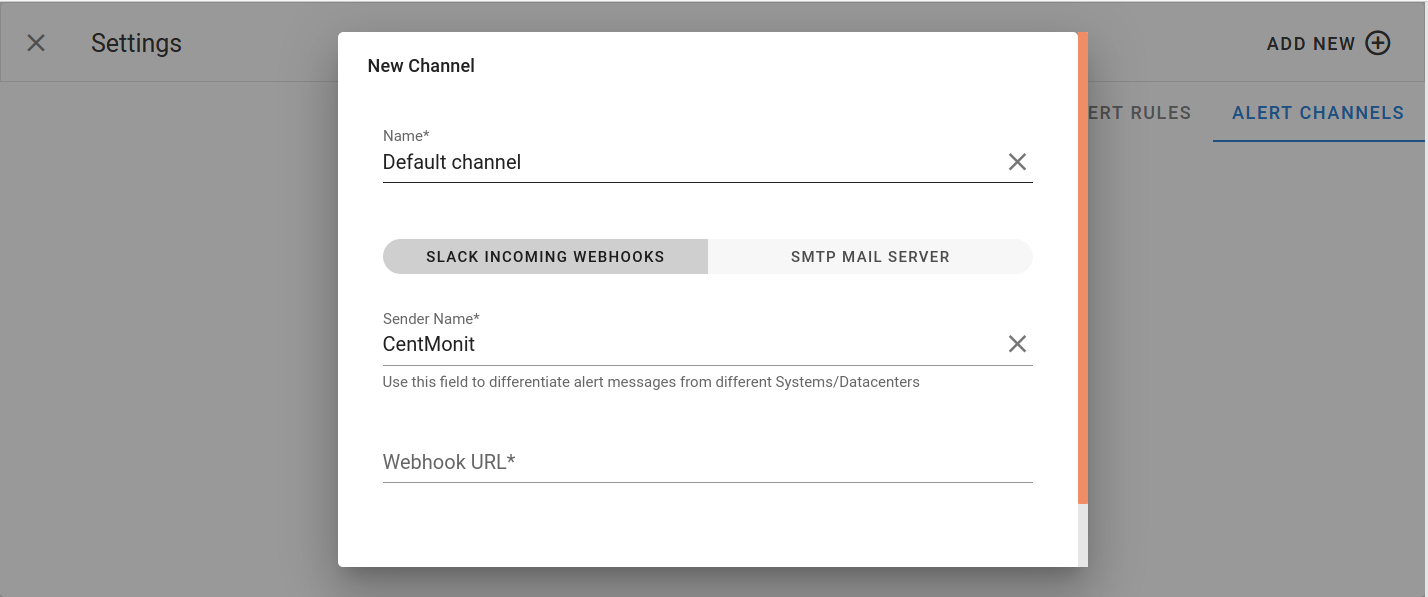 Settings
ADD NEW
ERT RULES
ALERT CHANNELS
New Channel
Name*
Default channel
SLACK INCOMING WEBHOOKS
SMTP MAIL SERVER
Sender Name*
CentMonit
Use this field to differentiate alert messages from different Systems/Datacenters
Webhook URL*